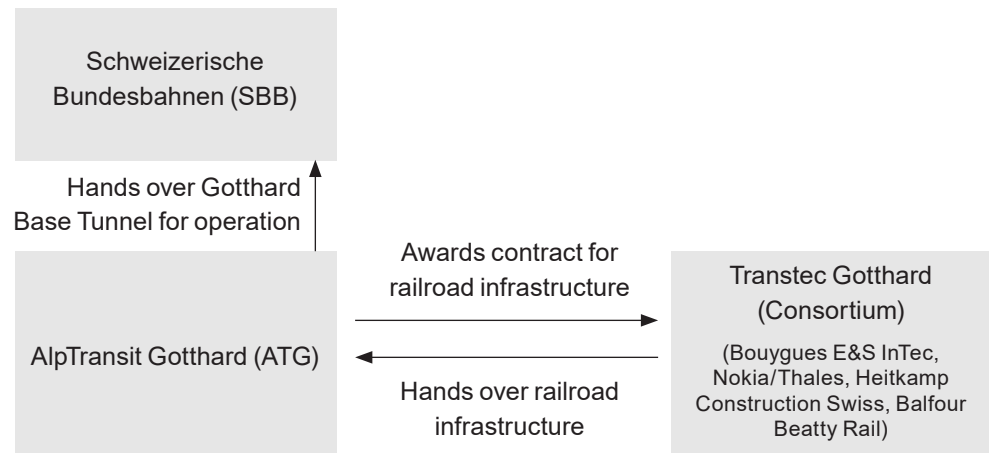 Schweizerische
Bundesbahnen (SBB)
Hands over Gotthard
Base Tunnel for operation
AlpTransit Gotthard (ATG)
Awards contract for
railroad infrastructure
Hands over railroad
infrastructure
Transtec Gotthard
(Consortium)
(Bouygues E&S InTec,
Nokia/Thales, Heitkamp
Construction Swiss, Balfour
Beatty Rail)